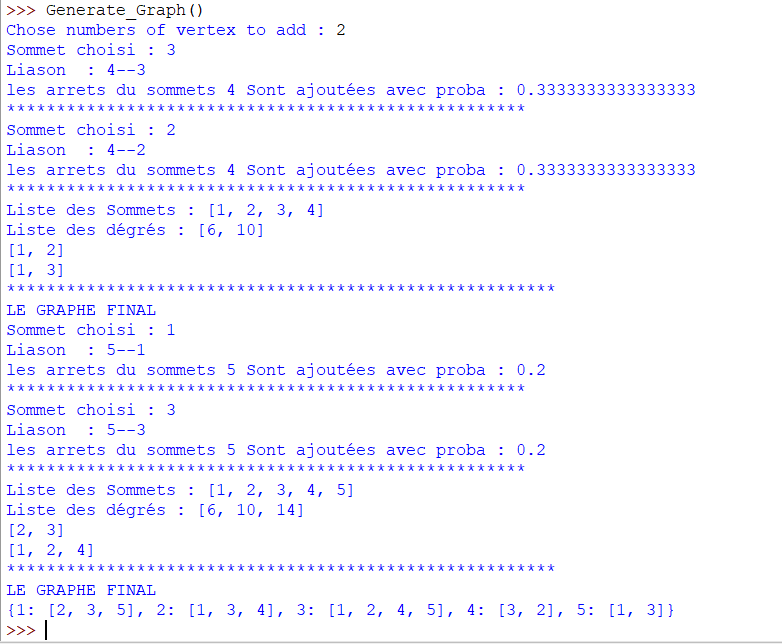 >>> Generate_Graph()
Chose numbers of vertex to add : 2
Sommet choisi : 3
Liason  : 4--3
les arrets du sommets 4 Sont ajoutées avec proba : 0.3333333333333333
****************************************************
Sommet choisi : 2
Liason  : 4--2
les arrets du sommets 4 Sont ajoutées avec proba : 0.3333333333333333
****************************************************
Liste des Sommets : [1, 2, 3, 4]
Liste des dégrés : [6, 10]
[1, 2]
[1, 3]
*******************************************************
LE GRAPHE FINAL
Sommet choisi : 1
Liason  : 5--1
les arrets du sommets 5 Sont ajoutées avec proba : 0.2
****************************************************
Sommet choisi : 3
Liason  : 5--3
les arrets du sommets 5 Sont ajoutées avec proba : 0.2
****************************************************
Liste des Sommets : [1, 2, 3, 4, 5]
Liste des dégrés : [6, 10, 14]
[2, 3]
[1, 2, 4]
*******************************************************
LE GRAPHE FINAL
{1: [2, 3, 5], 2: [1, 3, 4], 3: [1, 2, 4, 5], 4: [3, 2], 5: [1, 3]}
>>>